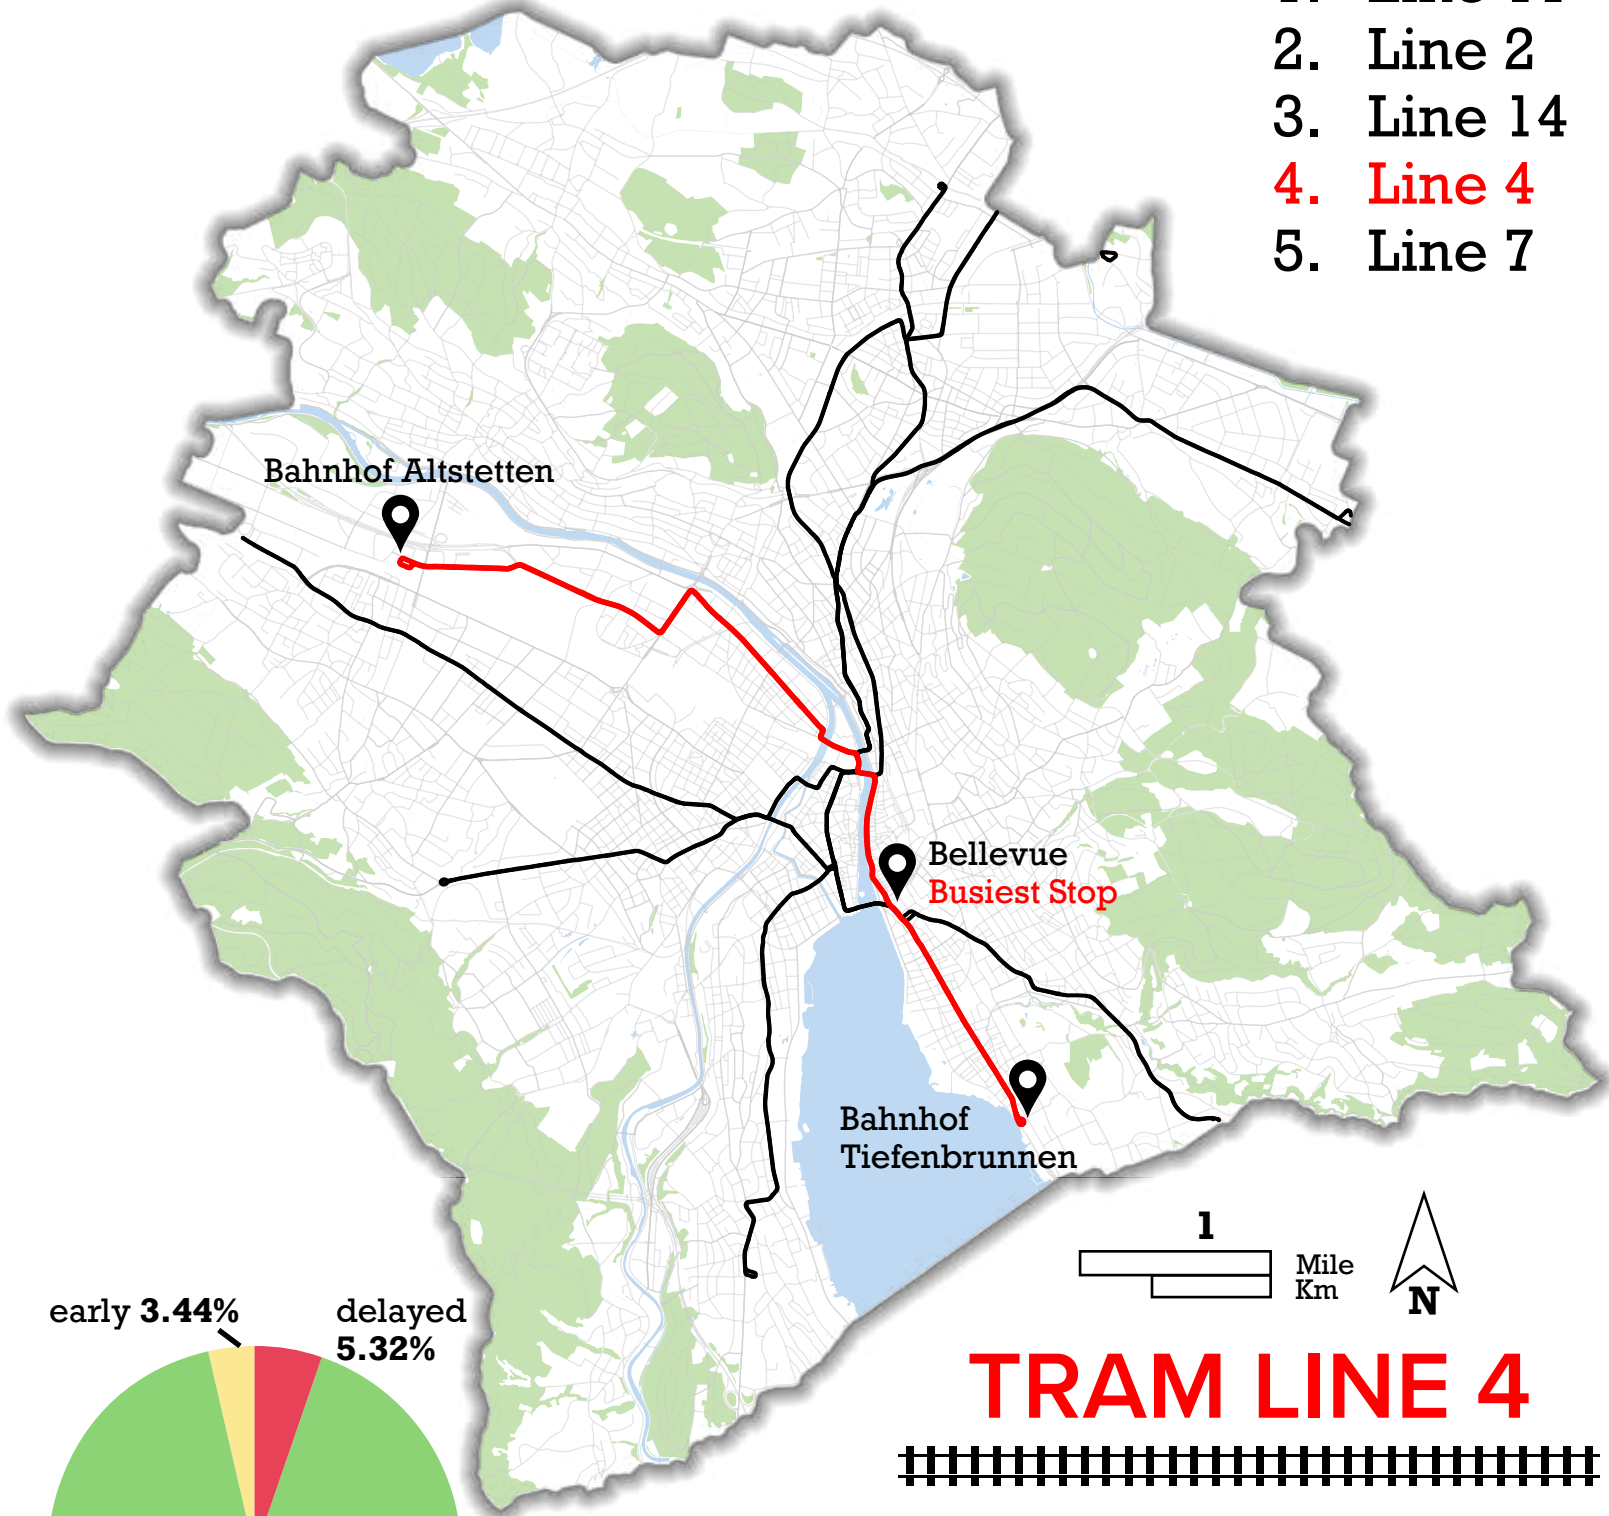 2. Line 2
3. Line 14
4. Line 4
5. Line 7
Bahnhof Altstetten
Bellevue
Busiest Stop
Bahnhof
Tiefenbrunnen
1
Mile
Km
N
early 3.44%
delayed
5.32%
TRAM LINE 4